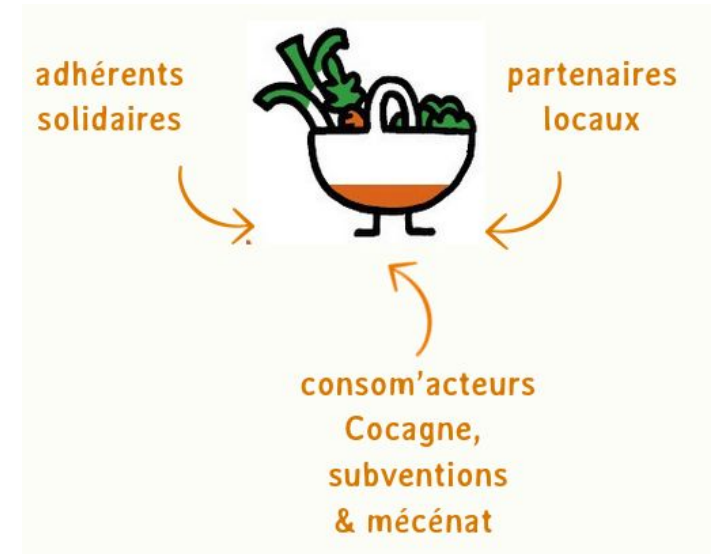 adhérents
solidaires
partenaires
locaux
consom'acteurs
Cocagne,
subventions
& mécénat